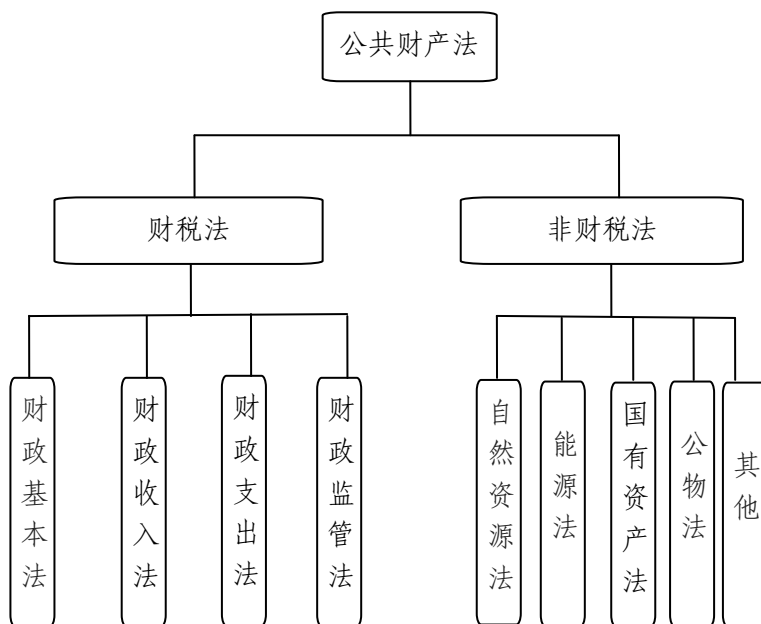 公共财产法
财税法
非财税法
财政基本法
财政收入法
财政支出法
财政监管法
自然资源法
能源法
国有资产法
公物法
其他